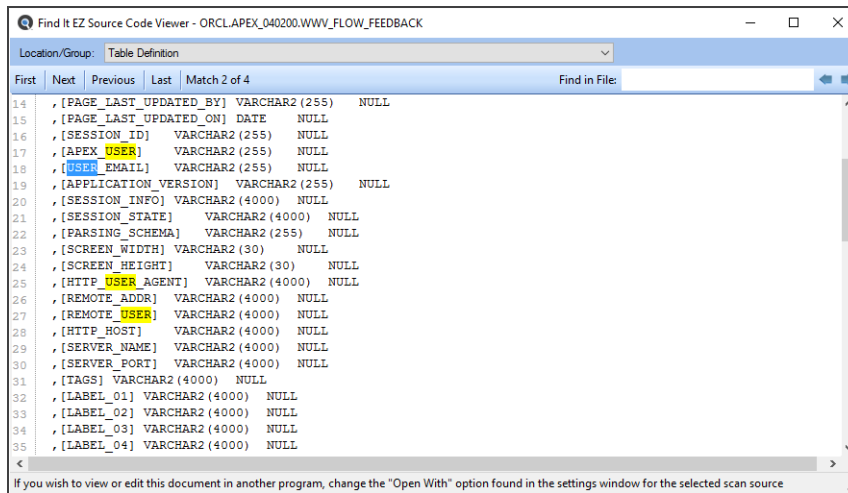 Find It EZ Source Code Viewer - ORCL.APEX_040200.WWV_FLOW_FEEDBACK
Location/Group: Table Definition
First Next Previous Last Match 2 of 4 Find in File:
14 ,[PAGE_LAST_UPDATED_BY] VARCHAR2(255) NULL
15 ,[PAGE_LAST_UPDATED_ON] DATE NULL
16 ,[SESSION_ID] VARCHAR2(255) NULL
17 ,[APEX_USER] VARCHAR2(255) NULL
18 ,[USER_EMAIL] VARCHAR2(255) NULL
19 ,[APPLICATION_VERSION] VARCHAR2(255) NULL
20 ,[SESSION_INFO] VARCHAR2(4000) NULL
21 ,[SESSION_STATE] VARCHAR2(4000) NULL
22 ,[PARSING_SCHEMA] VARCHAR2(255) NULL
23 ,[SCREEN_WIDTH] VARCHAR2(30) NULL
24 ,[SCREEN_HEIGHT] VARCHAR2(30) NULL
25 ,[HTTP_USER_AGENT] VARCHAR2(4000) NULL
26 ,[REMOTE_ADDR] VARCHAR2(4000) NULL
27 ,[REMOTE_USER] VARCHAR2(4000) NULL
28 ,[HTTP_HOST] VARCHAR2(4000) NULL
29 ,[SERVER_NAME] VARCHAR2(4000) NULL
30 ,[SERVER_PORT] VARCHAR2(4000) NULL
31 ,[TAGS] VARCHAR2(4000) NULL
32 ,[LABEL_01] VARCHAR2(4000) NULL
33 ,[LABEL_02] VARCHAR2(4000) NULL
34 ,[LABEL_03] VARCHAR2(4000) NULL
35 ,[LABEL_04] VARCHAR2(4000) NULL
If you wish to view or edit this document in another program, change the "Open With" option found in the settings window for the selected scan source